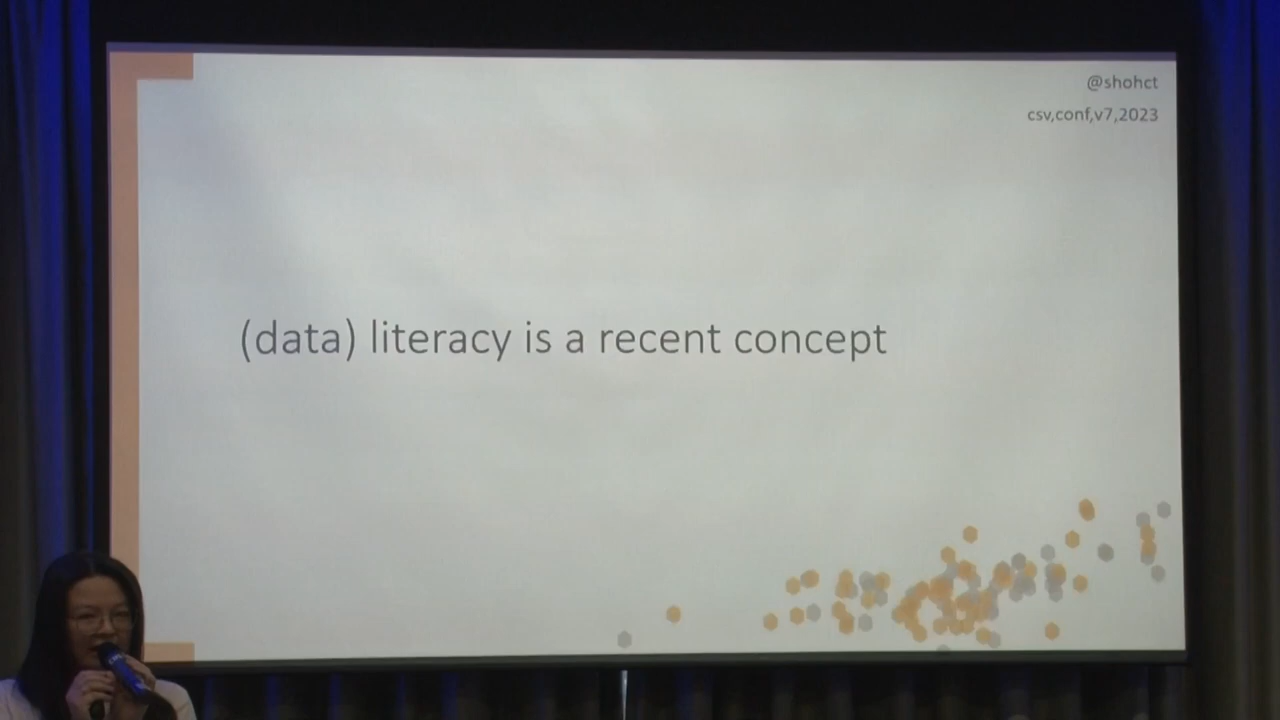 @shohct
csv,conf,v7,2023
(data) literacy is a recent concept